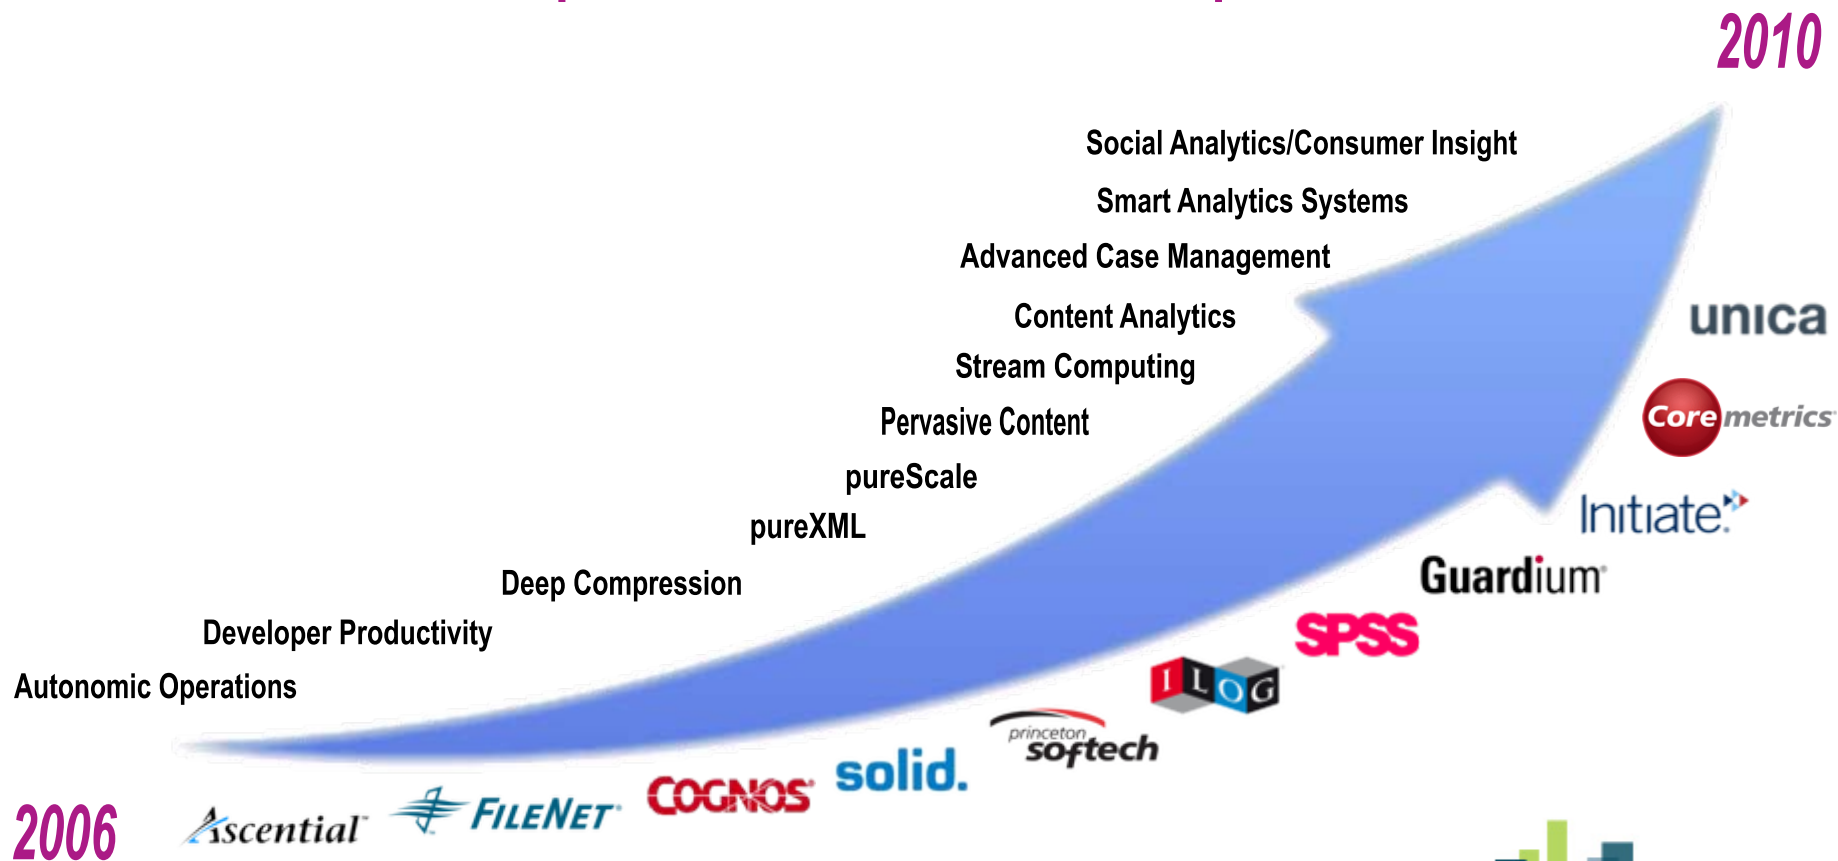 2010
Social Analytics/Consumer Insight
Smart Analytics Systems
Advanced Case Management
Content Analytics
Stream Computing
Pervasive Content
pureScale
pureXML
Deep Compression
Developer Productivity
Autonomic Operations
unica
Coremetrics
Initiate
Guardium
SPSS
ILOG
princeton
softech
solid.
COGNOS
FILENET
Ascential
2006